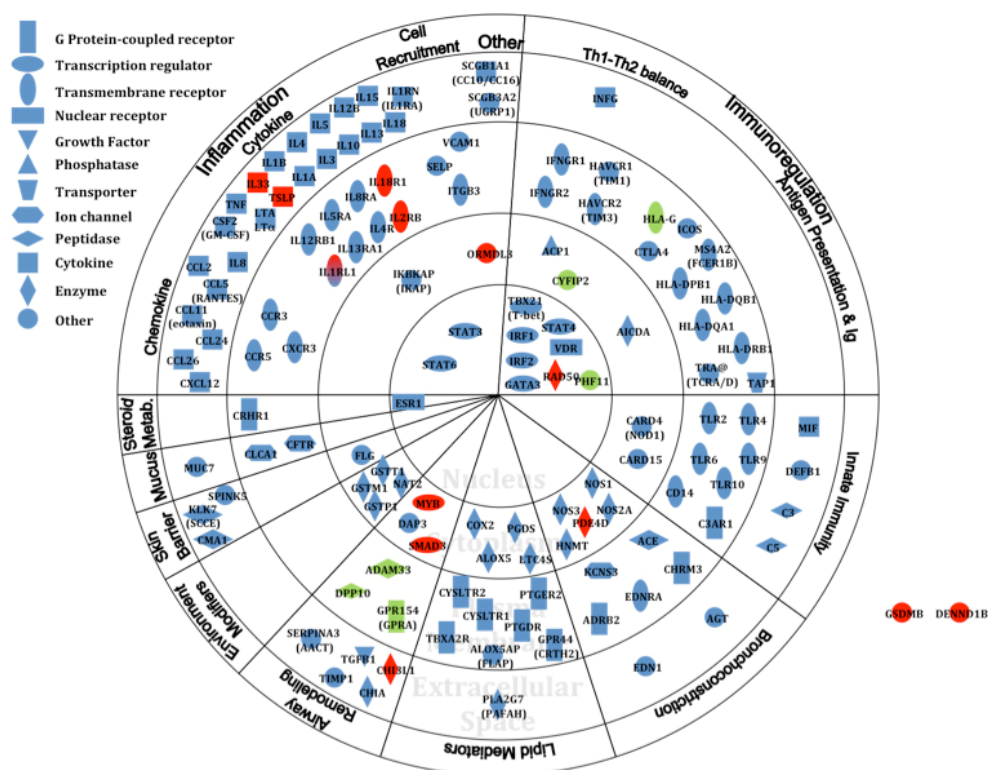 G Protein-coupled receptor
Transcription regulator
Transmembrane receptor
Nuclear receptor
Growth Factor
Phosphatase
Transporter
Ion channel
Peptidase
Cytokine
Enzyme
Other
Inflammation
Cell
Recruitment
Other
Cytokine
Chemokine
Th1-Th2 balance
Immunoregulation
Antigen Presentation & Ig
Innate Immunity
Bronchoconstriction
Lipid Mediators
Airway
Remodeling
Environment
Modifiers
Skin
Barrier
Mucus
Steroid
Metab.
SCGB1A1
(CC10/CC16)
SCGB3A2
(UGRP1)
IL15
IL1RN
(IL1RA)
IL12B
IL18
IL5
IL13
IL4
IL10
IL1B
IL3
IL1A
IL33
TSLP
TNF
LTA
LTα
CSF2
(GM-CSF)
CCL2
IL8
CCL5
(RANTES)
CCL11
(eotaxin)
CCL24
CCL26
CXCL12
VCAM1
SELP
ITGB3
IL18R1
IL8RA
IL2RB
IL5RA
IL4R
IL12RB1
IL13RA1
IL1RL1
CCR3
CXCR3
CCR5
ORMDL3
IKBKAP
(IKAP)
STAT3
STAT6
INFG
IFNGR1
HAVCR1
(TIM1)
IFNGR2
HAVCR2
(TIM3)
HLA-G
ICOS
CTLA4
MS4A2
(FCER1B)
HLA-DPB1
HLA-DQB1
HLA-DQA1
HLA-DRB1
TRA@
(TCRA/D)
TAP1
ACP1
CYFIP2
AICDA
TBX21
(T-bet)
STAT4
IRF1
VDR
IRF2
RAD50
PHF11
GATA3
ESR1
CRHR1
CFTR
CLCA1
MUC7
SPINK5
KLK7
(SCCE)
CMA1
FLG
GSTT1
GSTM1
NAT2
GSTP1
MYB
DAP3
SMAD3
ADAM33
DPP10
GPR154
(GPRA)
SERPINA3
(AACT)
TGFB1
CHI3L1
TIMP1
CHIA
COX2
PGDS
ALOX5
LTC4S
CYSLTR2
PTGER2
CYSLTR1
PTGDR
TBXA2R
GPR44
(CRTH2)
ALOX5AP
(FLAP)
PLA2G7
(PAFAH)
NOS1
NOS3
NOS2A
PDE4D
HNMT
ACE
KCNS3
CHRM3
EDNRA
ADRB2
AGT
EDN1
CARD4
(NOD1)
CARD15
TLR2
TLR4
TLR6
TLR9
TLR10
CD14
C3AR1
MIF
DEFB1
C3
C5
GSDMB
DENND1B
Nucleus
Cytoplasm
Plasma
Membrane
Extracellular
Space